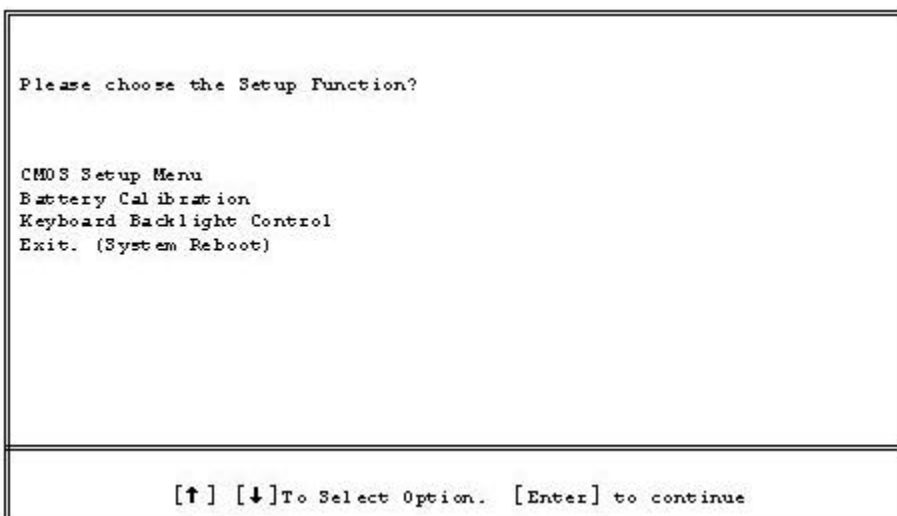 Please choose the Setup Function?
CMOS Setup Menu
Battery Calibration
Keyboard Backlight Control
Exit. (System Reboot)
[↑] [↓]To Select Option. [Enter] to continue